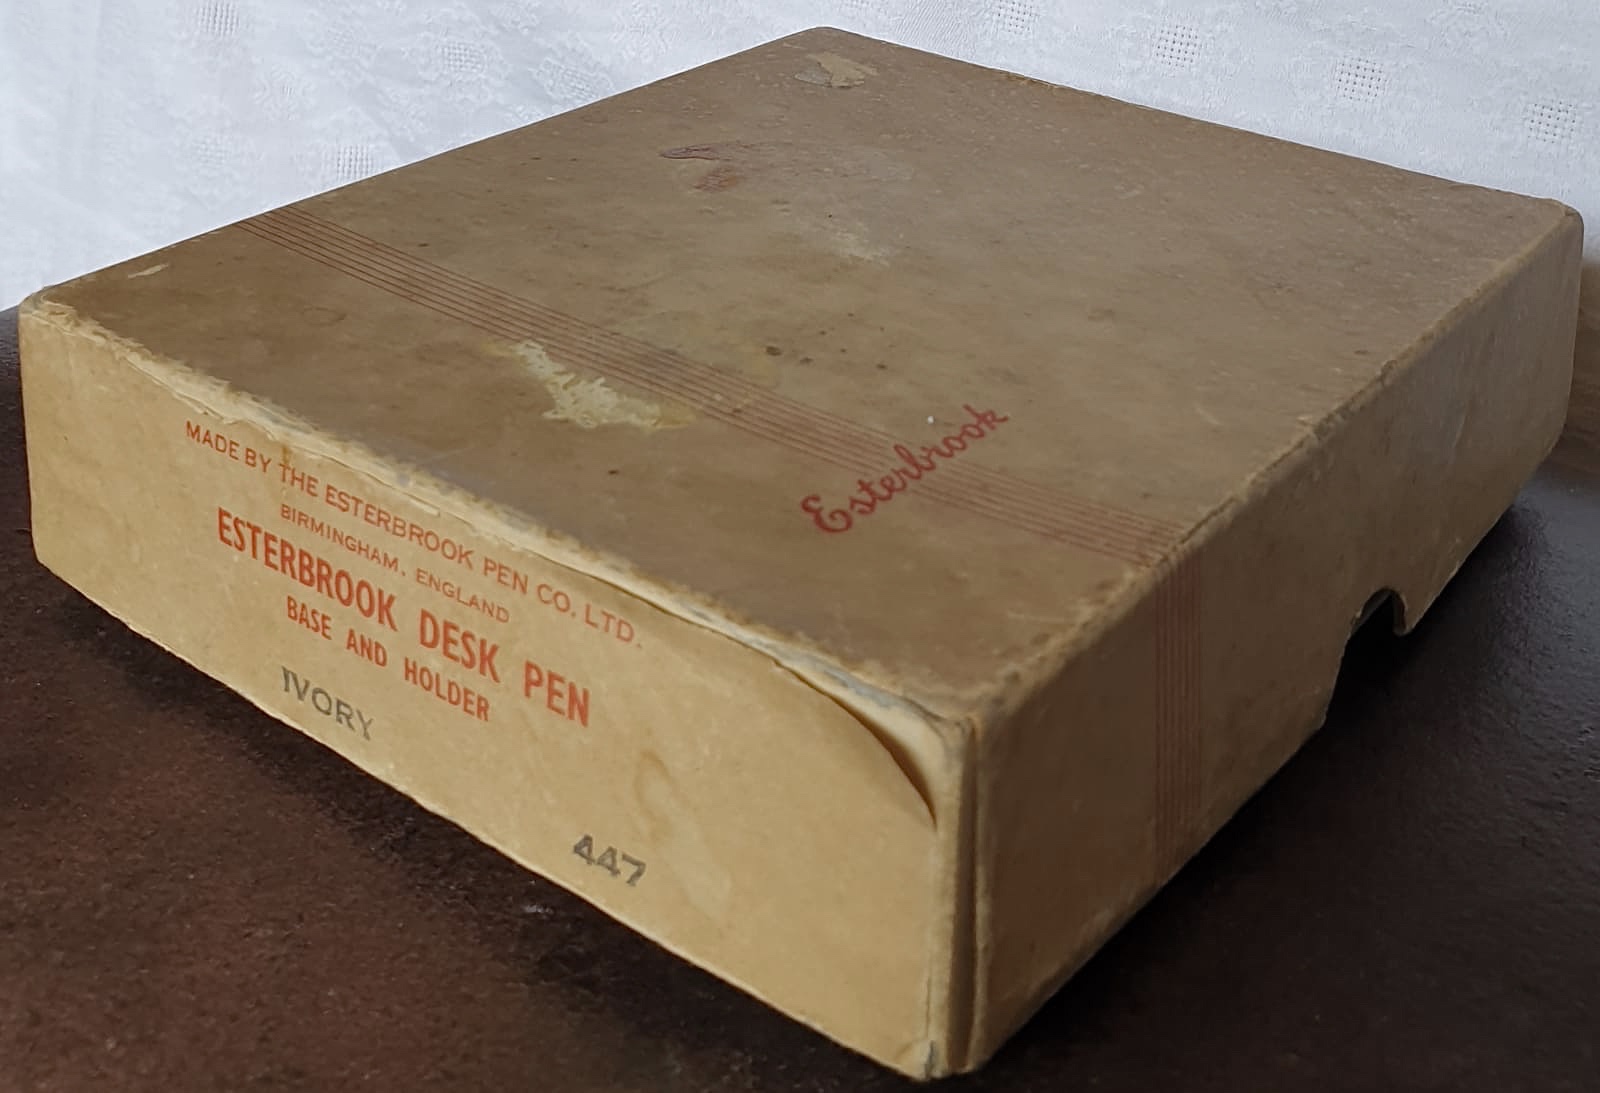 Esterbrook
MADE BY THE ESTERBROOK PEN CO. LTD.
BIRMINGHAM, ENGLAND
ESTERBROOK DESK PEN
BASE AND HOLDER
IVORY
447